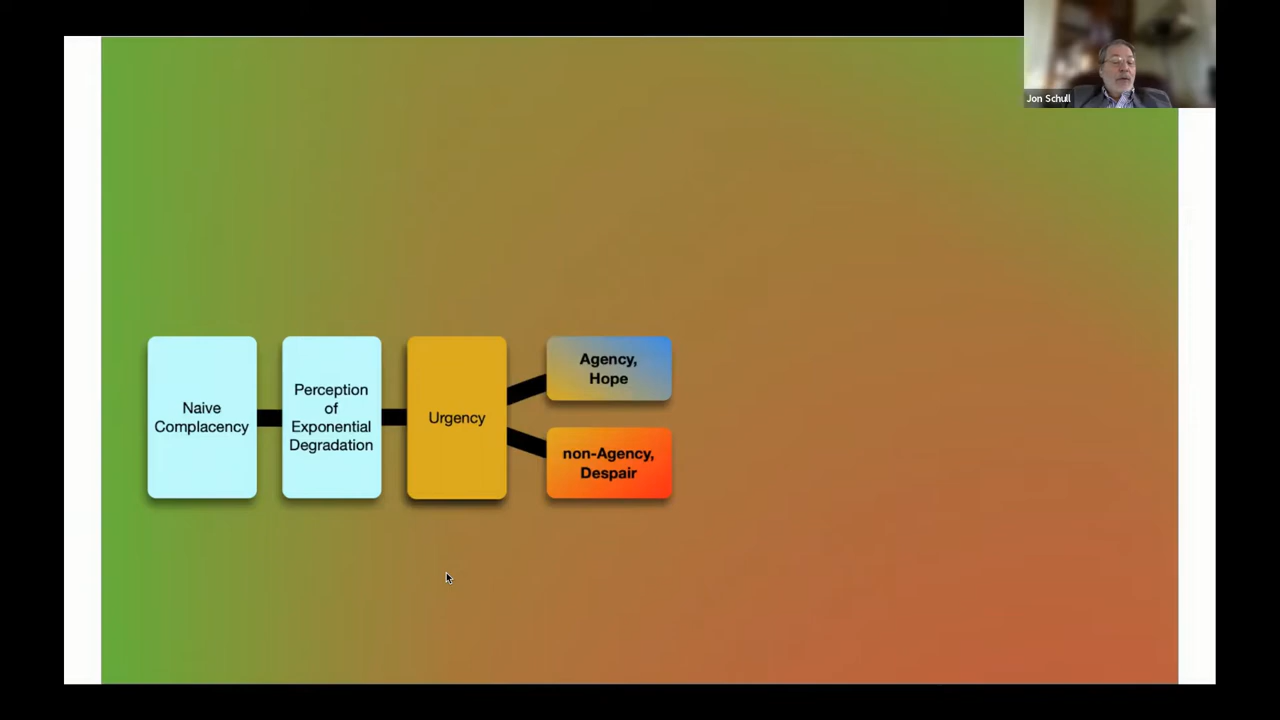 Jon Schull
Naive
Complacency
Perception
of
Exponential
Degradation
Urgency
Agency,
Hope
non-Agency,
Despair